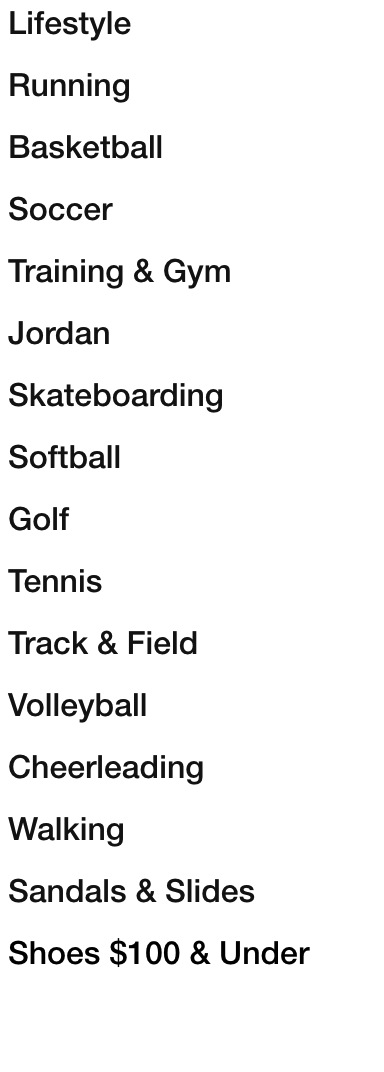 Lifestyle
Running
Basketball
Soccer
Training & Gym
Jordan
Skateboarding
Softball
Golf
Tennis
Track & Field
Volleyball
Cheerleading
Walking
Sandals & Slides
Shoes $100 & Under